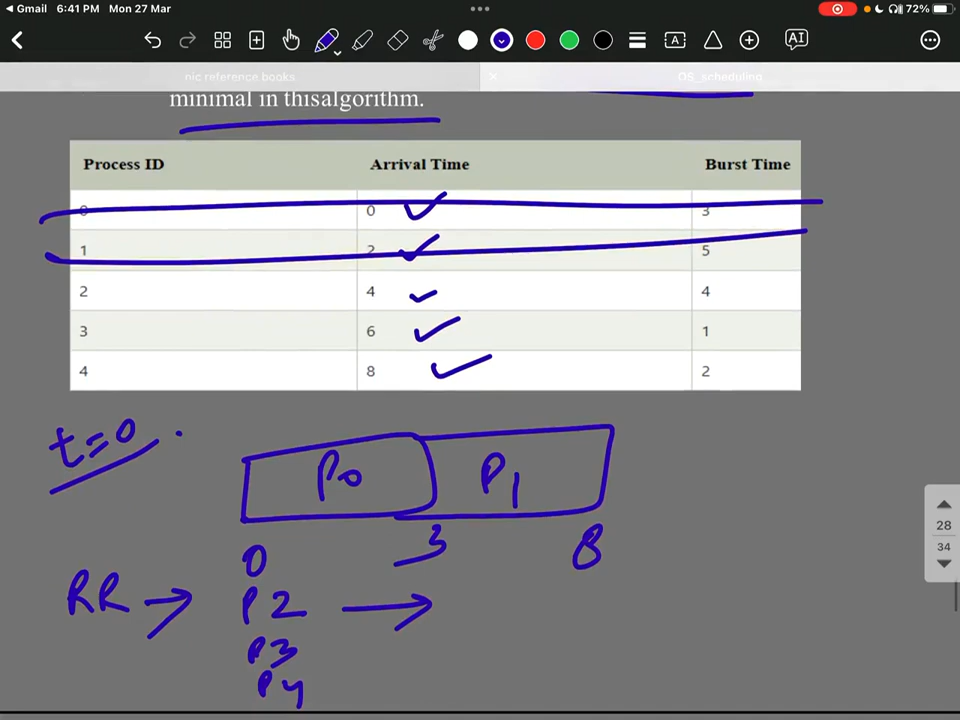 Gmail 6:41 PM Mon 27 Mar 72%
A AI
nic reference books OS_scheduling
minimal in thisalgorithm.
Process ID Arrival Time Burst Time
0 0 3
1 2 5
2 4 4
3 6 1
4 8 2
t=0
P0 P1
0 3 8
RR → P2 →
P3
P4
28
34